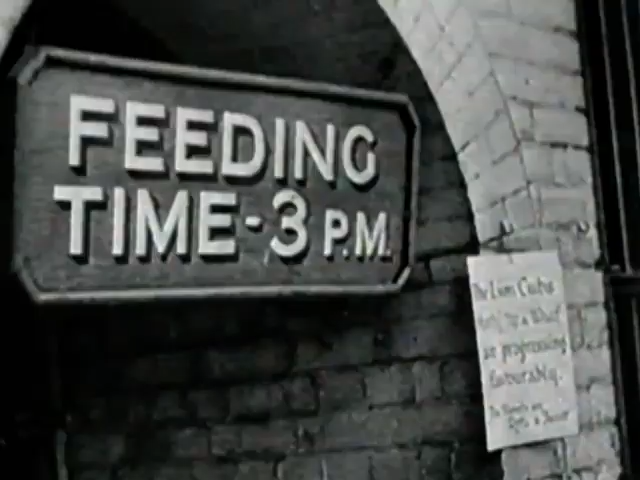 FEEDING
TIME-3 P.M.
The Lion Cubs
are progressing
favourably.